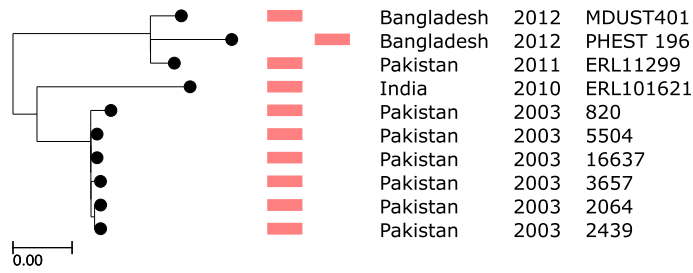 Bangladesh 2012 MDUST401
Bangladesh 2012 PHEST 196
Pakistan 2011 ERL11299
India 2010 ERL101621
Pakistan 2003 820
Pakistan 2003 5504
Pakistan 2003 16637
Pakistan 2003 3657
Pakistan 2003 2064
Pakistan 2003 2439
0.00